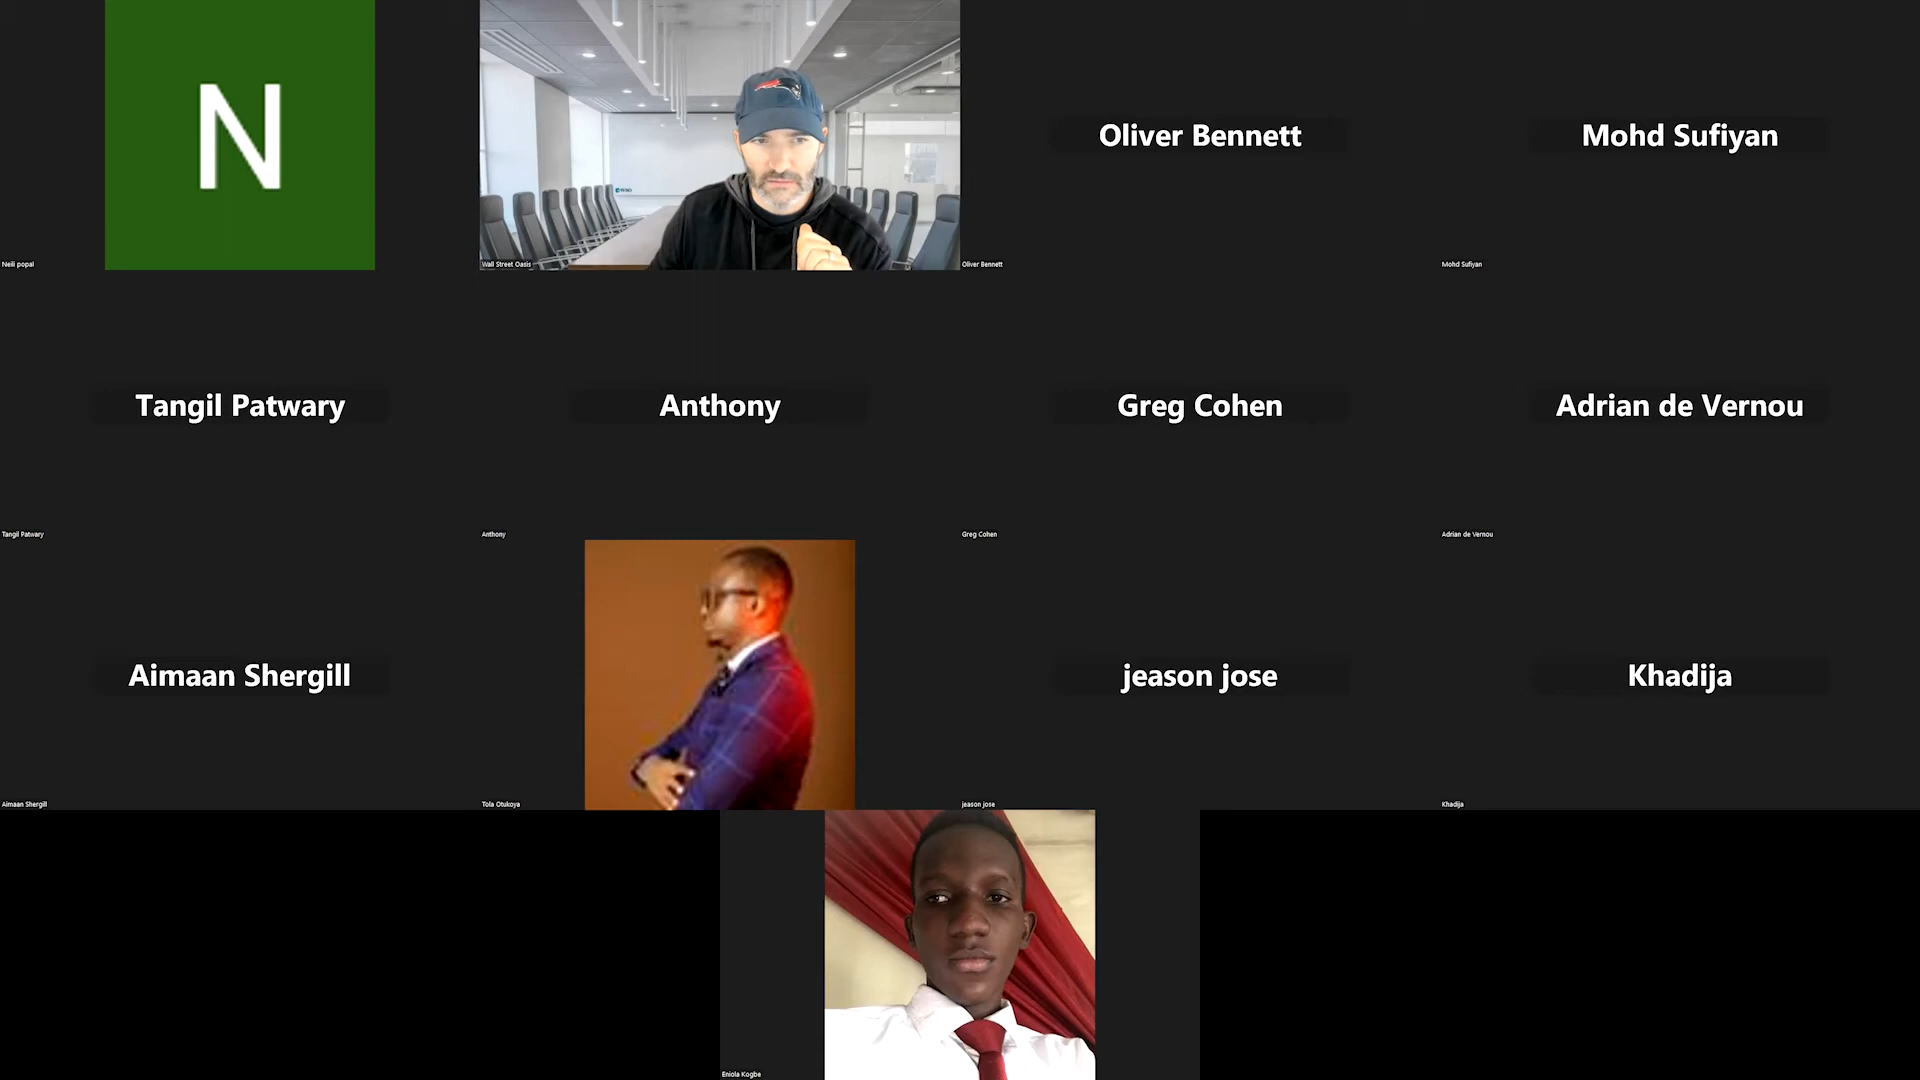 N
Neili popal
Wall Street Oasis
Oliver Bennett
Oliver Bennett
Mohd Sufiyan
Mohd Sufiyan
Tangil Patwary
Tangil Patwary
Anthony
Anthony
Greg Cohen
Greg Cohen
Adrian de Vernou
Adrian de Vernou
Aimaan Shergill
Aimaan Shergill
Tola Otukoya
jeason jose
jeason jose
Khadija
Khadija
Eniola Kogbe